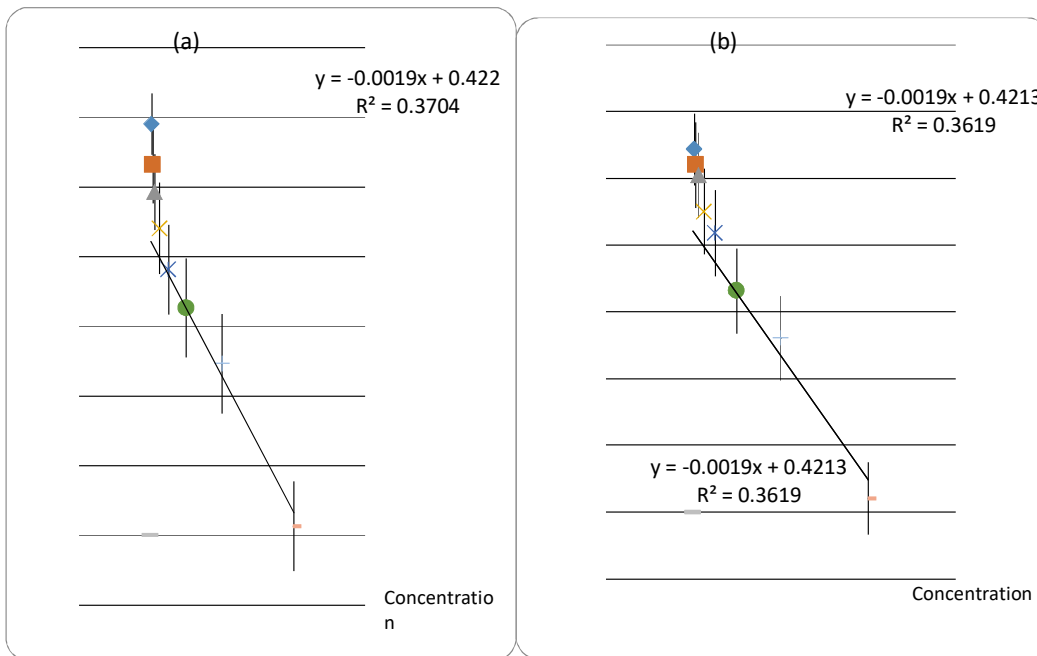 (a)
y = -0.0019x + 0.422
R² = 0.3704
Concentratio
n
(b)
y = -0.0019x + 0.4213
R² = 0.3619
y = -0.0019x + 0.4213
R² = 0.3619
Concentration